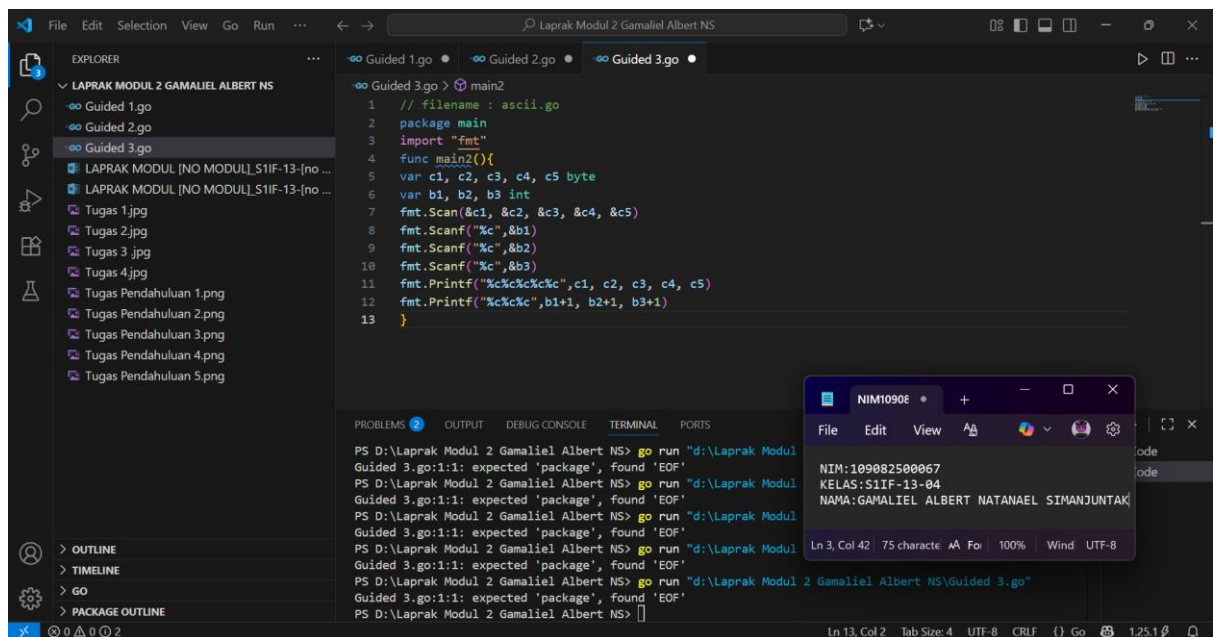 File Edit Selection View Go Run ...
Laprak Modul 2 Gamaliel Albert NS
EXPLORER
LAPRAK MODUL 2 GAMALIEL ALBERT NS
Guided 1.go
Guided 2.go
Guided 3.go
LAPRAK MODUL [NO MODUL]_S1IF-13-[no ...
LAPRAK MODUL [NO MODUL]_S1IF-13-[no ...
Tugas 1.jpg
Tugas 2.jpg
Tugas 3 .jpg
Tugas 4.jpg
Tugas Pendahuluan 1.png
Tugas Pendahuluan 2.png
Tugas Pendahuluan 3.png
Tugas Pendahuluan 4.png
Tugas Pendahuluan 5.png
OUTLINE
TIMELINE
GO
PACKAGE OUTLINE
Guided 1.go Guided 2.go Guided 3.go
Guided 3.go > main2
1 // filename : ascii.go
2 package main
3 import "fmt"
4 func main2(){
5 var c1, c2, c3, c4, c5 byte
6 var b1, b2, b3 int
7 fmt.Scan(&c1, &c2, &c3, &c4, &c5)
8 fmt.Scanf("%c",&b1)
9 fmt.Scanf("%c",&b2)
10 fmt.Scanf("%c",&b3)
11 fmt.Printf("%c%c%c%c%c",c1, c2, c3, c4, c5)
12 fmt.Printf("%c%c%c",b1+1, b2+1, b3+1)
13 }
PROBLEMS 2 OUTPUT DEBUG CONSOLE TERMINAL PORTS
PS D:\Laprak Modul 2 Gamaliel Albert NS> go run "d:\Laprak Modul
Guided 3.go:1:1: expected 'package', found 'EOF'
PS D:\Laprak Modul 2 Gamaliel Albert NS> go run "d:\Laprak Modul
Guided 3.go:1:1: expected 'package', found 'EOF'
PS D:\Laprak Modul 2 Gamaliel Albert NS> go run "d:\Laprak Modul
Guided 3.go:1:1: expected 'package', found 'EOF'
PS D:\Laprak Modul 2 Gamaliel Albert NS> go run "d:\Laprak Modul
Guided 3.go:1:1: expected 'package', found 'EOF'
PS D:\Laprak Modul 2 Gamaliel Albert NS> go run "d:\Laprak Modul 2 Gamaliel Albert NS\Guided 3.go"
Guided 3.go:1:1: expected 'package', found 'EOF'
PS D:\Laprak Modul 2 Gamaliel Albert NS>
ode
ode
NIM10908
File Edit View
NIM:109082500067
KELAS:S1IF-13-04
NAMA:GAMALIEL ALBERT NATANAEL SIMANJUNTAK
Ln 3, Col 42 75 characte Foı 100% Wind UTF-8
0 0 2 Ln 13, Col 2 Tab Size: 4 UTF-8 CRLF {} Go 1.25.1